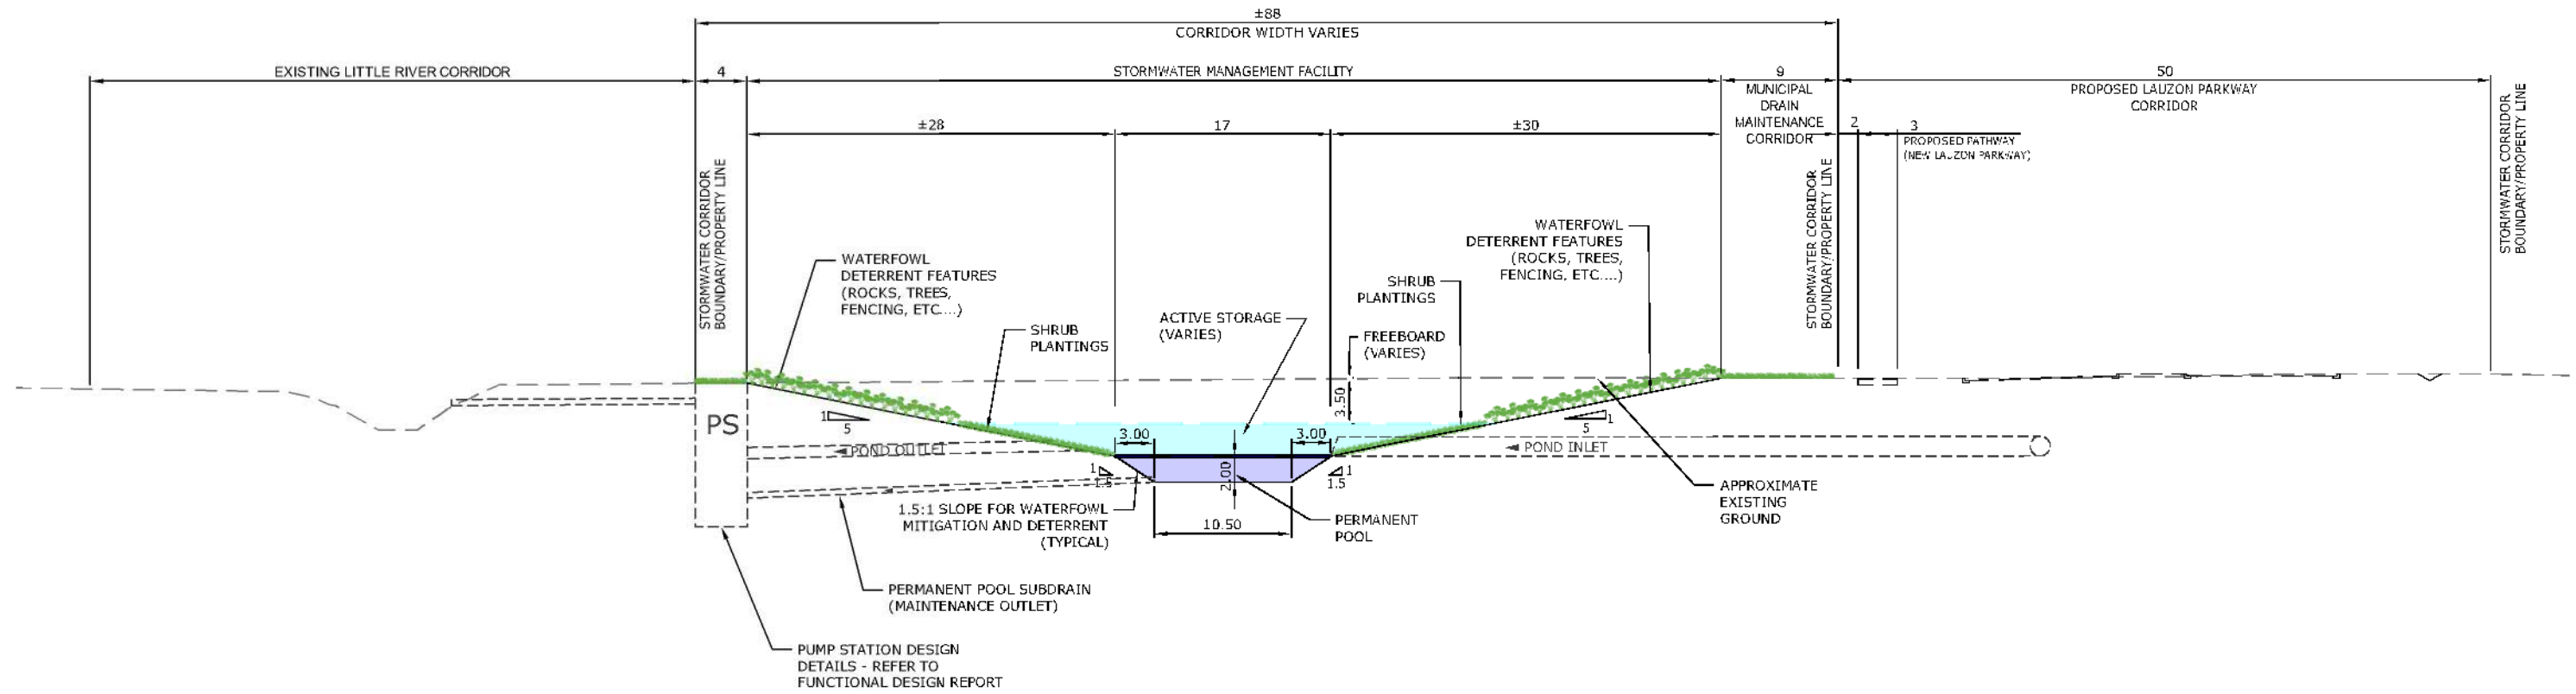 ±88
CORRIDOR WIDTH VARIES
EXISTING LITTLE RIVER CORRIDOR
4
STORMWATER MANAGEMENT FACILITY
9
MUNICIPAL
DRAIN
MAINTENANCE
CORRIDOR
50
PROPOSED LAUZON PARKWAY
CORRIDOR
±28
17
±30
2
3
PROPOSED PATHWAY
(NEW LAUZON PARKWAY)
STORMWATER CORRIDOR
BOUNDARY/PROPERTY LINE
STORMWATER CORRIDOR
BOUNDARY/PROPERTY LINE
STORMWATER CORRIDOR
BOUNDARY/PROPERTY LINE
WATERFOWL
DETERRENT FEATURES
(ROCKS, TREES,
FENCING, ETC....)
SHRUB
PLANTINGS
ACTIVE STORAGE
(VARIES)
FREEBOARD
(VARIES)
SHRUB
PLANTINGS
WATERFOWL
DETERRENT FEATURES
(ROCKS, TREES,
FENCING, ETC....)
PS
1
5
3.50
1
5
3.00
3.00
POND OUTLET
POND INLET
1
1.5
2.00
1
1.5
1.5:1 SLOPE FOR WATERFOWL
MITIGATION AND DETERRENT
(TYPICAL)
10.50
PERMANENT
POOL
APPROXIMATE
EXISTING
GROUND
PERMANENT POOL SUBDRAIN
(MAINTENANCE OUTLET)
PUMP STATION DESIGN
DETAILS - REFER TO
FUNCTIONAL DESIGN REPORT